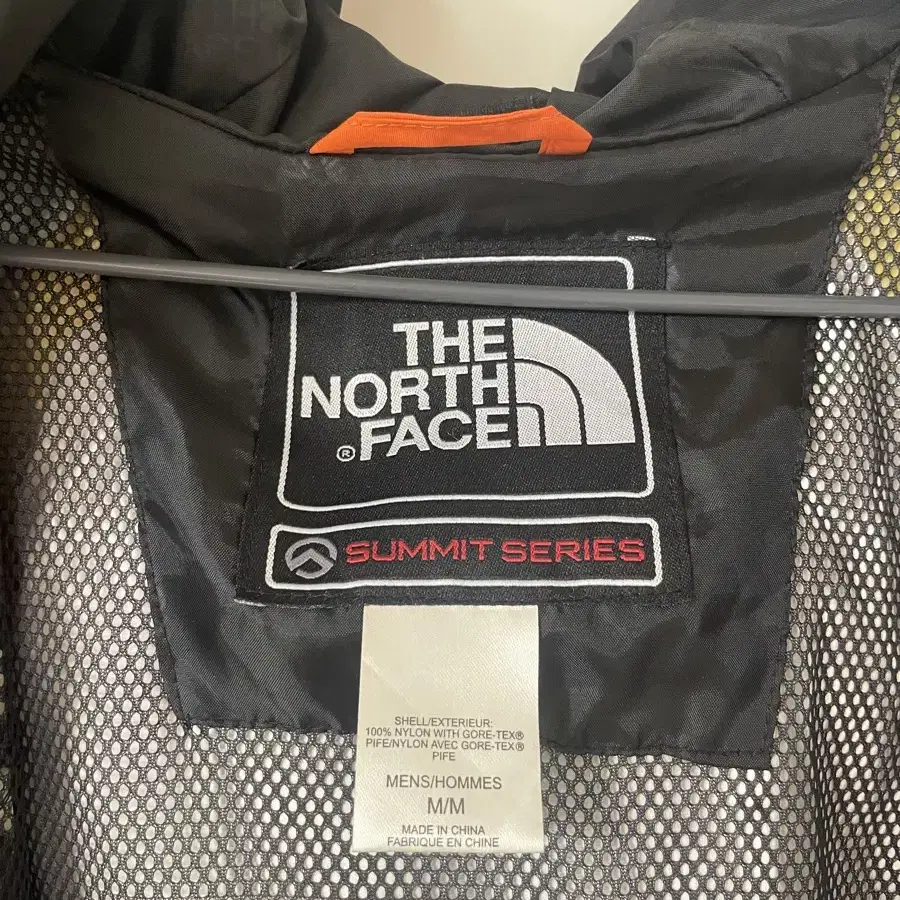 THE
NORTH
® FACE
SUMMIT SERIES
SHELL/EXTERIEUR:
100% NYLON WITH GORE-TEX®
PIFE/NYLON AVEC GORE-TEX®
PIFE
MENS/HOMMES
M/M
MADE IN CHINA
FABRIQUE EN CHINE